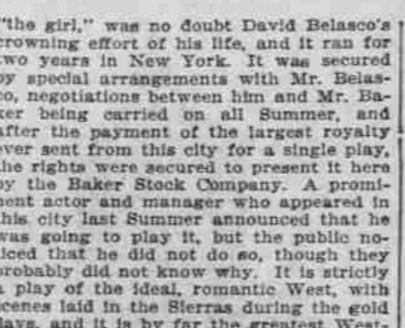 "the girl," was no doubt David Belasco's
crowning effort of his life, and it ran for
two years in New York. It was secured
by special arrangements with Mr. Belas-
co, negotiations between him and Mr. Ba-
ker being carried on all Summer, and
after the payment of the largest royalty
ever sent from this city for a single play,
the rights were secured to present it here
by the Baker Stock Company. A promi-
nent actor and manager who appeared in
this city last Summer announced that he
was going to play it, but the public no-
ticed that he did not do so, though they
probably did not know why. It is strictly
a play of the ideal, romantic West, with
scenes laid in the Sierras during the gold
days, and it is by far the greatest West-